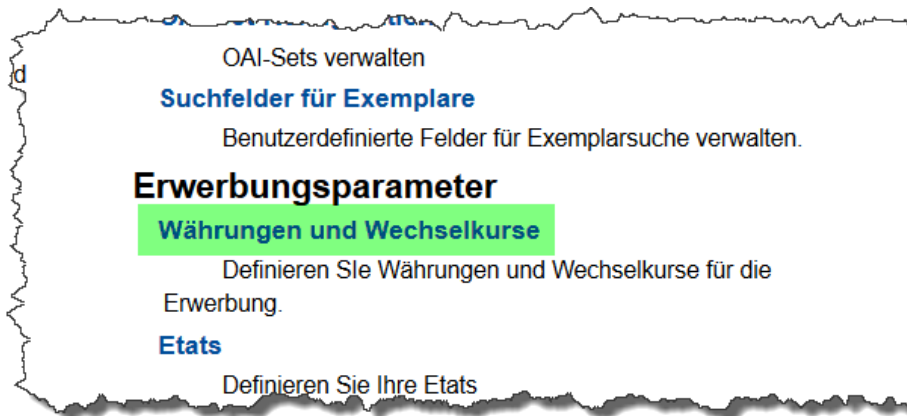 OAI-Sets verwalten
d
Suchfelder für Exemplare
Benutzerdefinierte Felder für Exemplarsuche verwalten.
Erwerbungsparameter
Währungen und Wechselkurse
Definieren SIe Währungen und Wechselkurse für die
Erwerbung.
Etats
Definieren Sie Ihre Etats